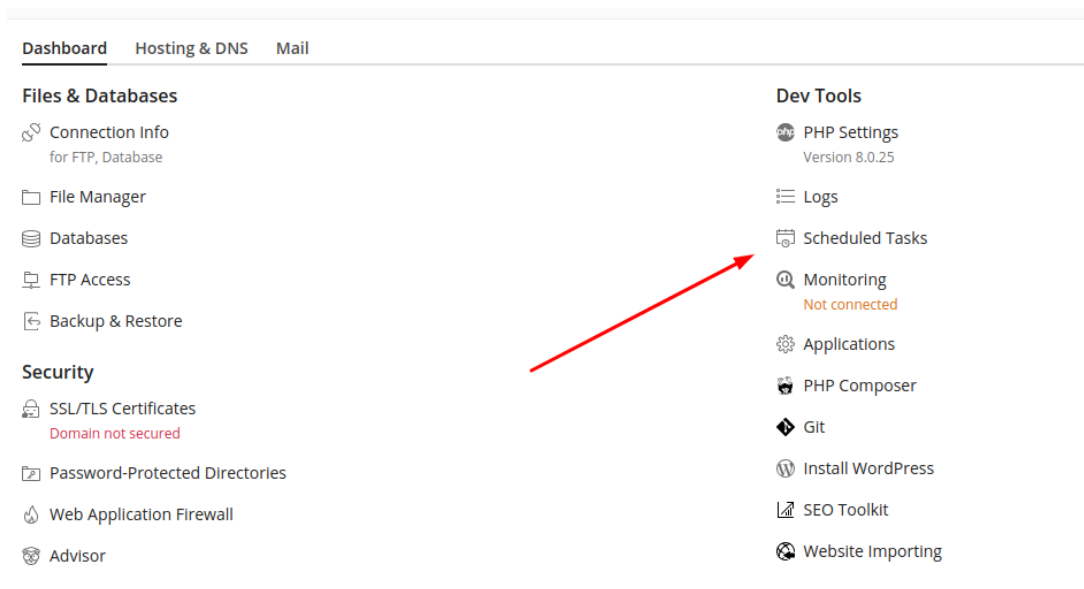 Dashboard Hosting & DNS Mail
Files & Databases
Connection Info
for FTP, Database
File Manager
Databases
FTP Access
Backup & Restore
Security
SSL/TLS Certificates
Domain not secured
Password-Protected Directories
Web Application Firewall
Advisor
Dev Tools
php PHP Settings
Version 8.0.25
Logs
Scheduled Tasks
Monitoring
Not connected
Applications
PHP Composer
Git
Install WordPress
SEO Toolkit
Website Importing